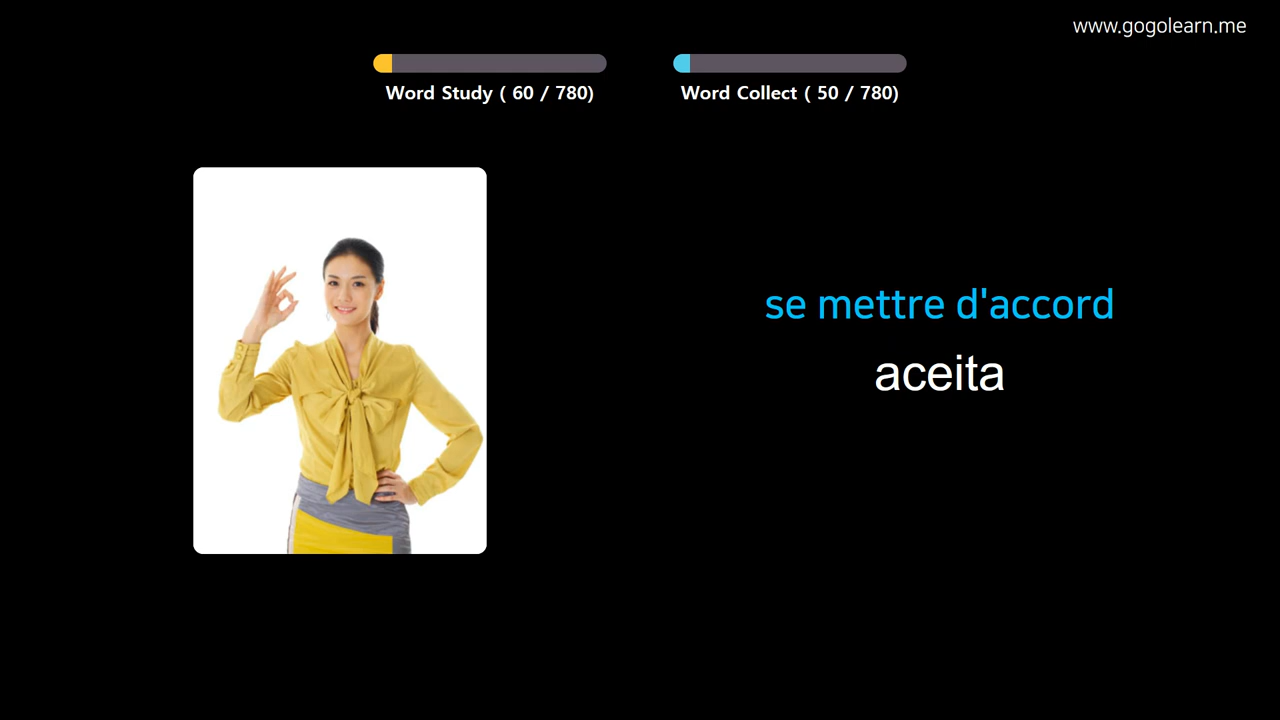 www.gogolearn.me
Word Study ( 60 / 780)
Word Collect ( 50 / 780)
se mettre d'accord
aceita